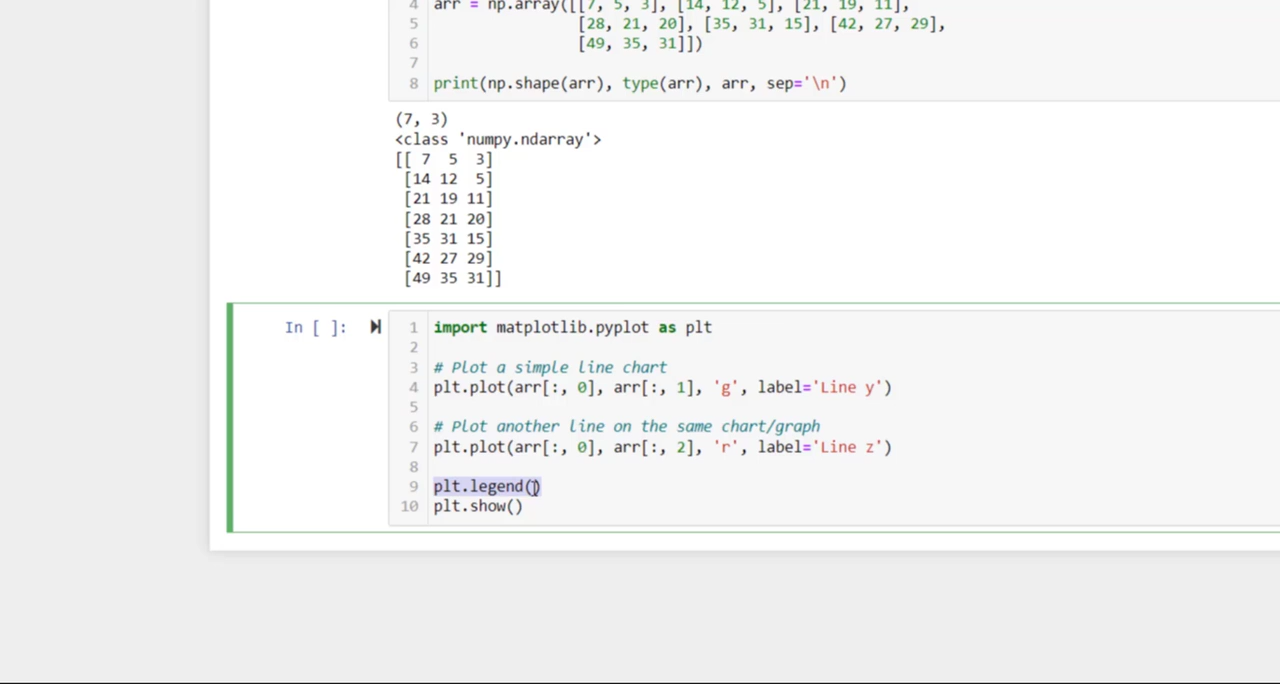 4 arr = np.array([[7, 5, 3], [14, 12, 5], [21, 19, 11],
5 [28, 21, 20], [35, 31, 15], [42, 27, 29],
6 [49, 35, 31]])
7
8 print(np.shape(arr), type(arr), arr, sep='\n')
(7, 3)
<class 'numpy.ndarray'>
[[ 7 5 3]
[14 12 5]
[21 19 11]
[28 21 20]
[35 31 15]
[42 27 29]
[49 35 31]]
In [ ]: 1 import matplotlib.pyplot as plt
2
3 # Plot a simple line chart
4 plt.plot(arr[:, 0], arr[:, 1], 'g', label='Line y')
5
6 # Plot another line on the same chart/graph
7 plt.plot(arr[:, 0], arr[:, 2], 'r', label='Line z')
8
9 plt.legend()
10 plt.show()